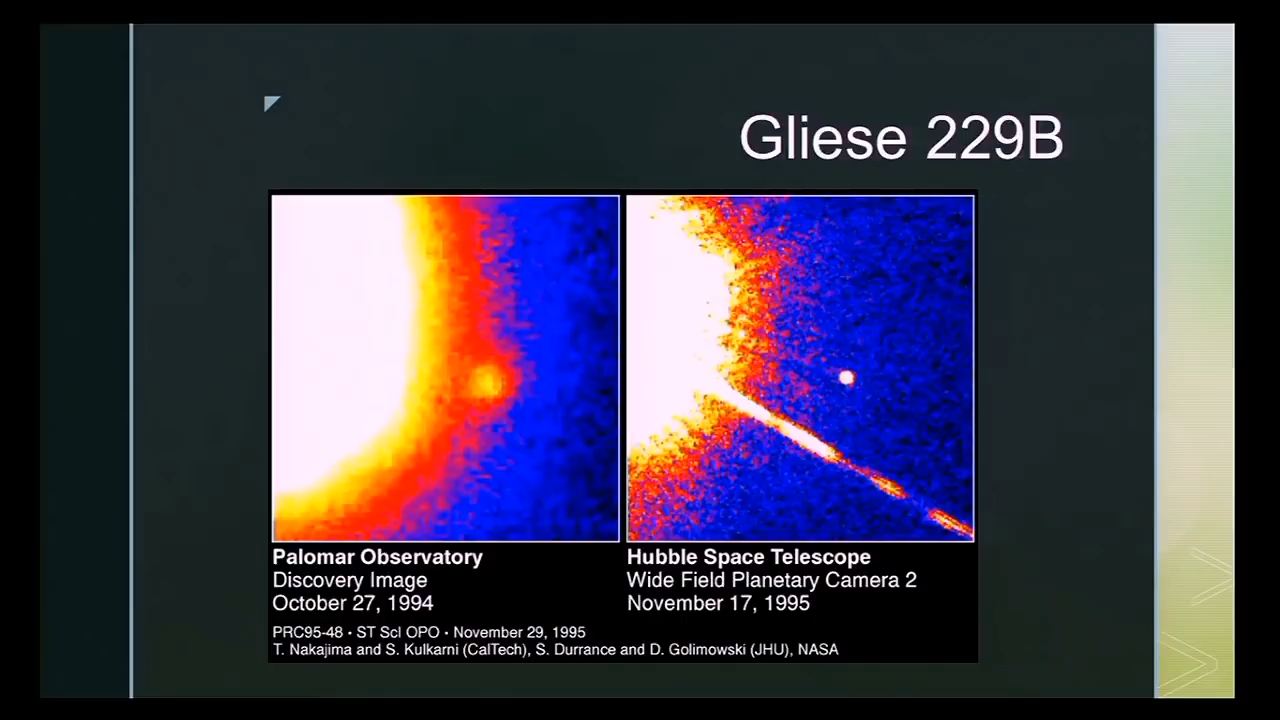 Gliese 229B
Palomar Observatory
Discovery Image
October 27, 1994
Hubble Space Telescope
Wide Field Planetary Camera 2
November 17, 1995
PRC95-48 • ST ScI OPO • November 29, 1995
T. Nakajima and S. Kulkarni (CalTech), S. Durrance and D. Golimowski (JHU), NASA